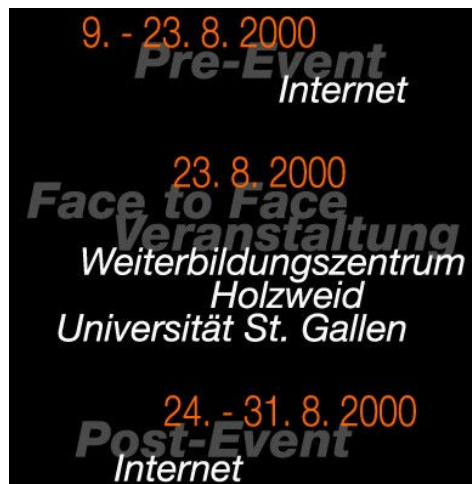 9. - 23. 8. 2000
Pre-Event
Internet
23. 8. 2000
Face to Face
Veranstaltung
Weiterbildungszentrum
Holzweid
Universität St. Gallen
24. - 31. 8. 2000
Post-Event
Internet